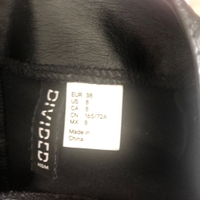 DIVIDED
H&M
EUR 38
US 8
CA 8
CN 165/72A
MX 8
Made in
China